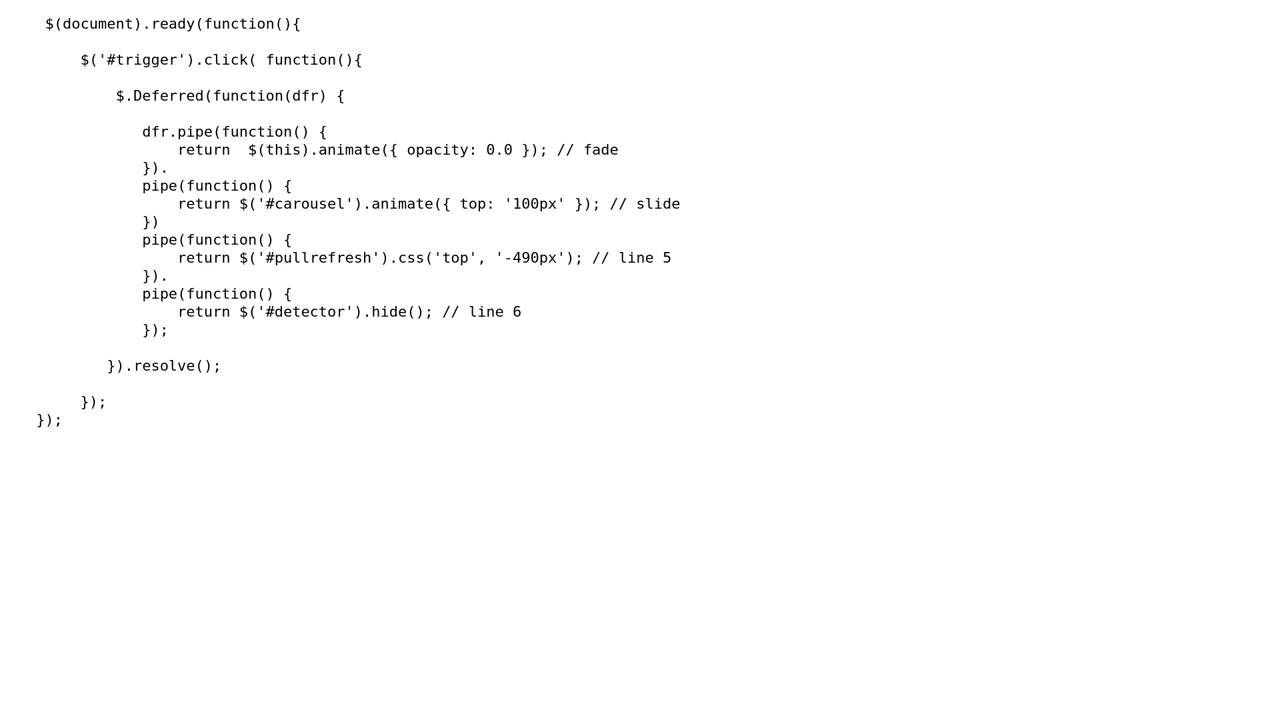 $(document).ready(function(){
$('#trigger').click( function(){
$.Deferred(function(dfr) {
dfr.pipe(function() {
return  $(this).animate({ opacity: 0.0 }); // fade
}).
pipe(function() {
return $('#carousel').animate({ top: '100px' }); // slide
})
pipe(function() {
return $('#pullrefresh').css('top', '-490px'); // line 5
}).
pipe(function() {
return $('#detector').hide(); // line 6
});
}).resolve();
});
});